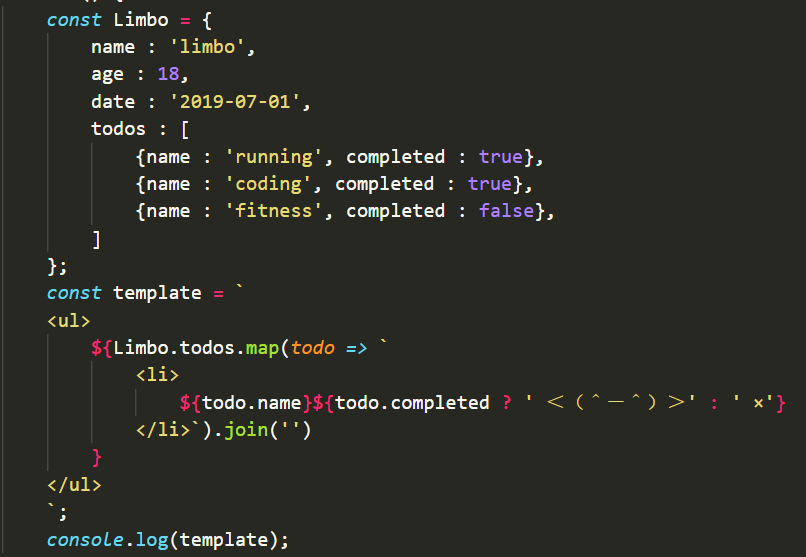 const Limbo = {
name : 'limbo',
age : 18,
date : '2019-07-01',
todos : [
{name : 'running', completed : true},
{name : 'coding', completed : true},
{name : 'fitness', completed : false},
]
};
const template = `
<ul>
${Limbo.todos.map(todo => `
<li>
${todo.name}${todo.completed ? ' ＜（＾－＾）＞' : ' ×'}
</li>`).join('')
}
</ul>
`;
console.log(template);